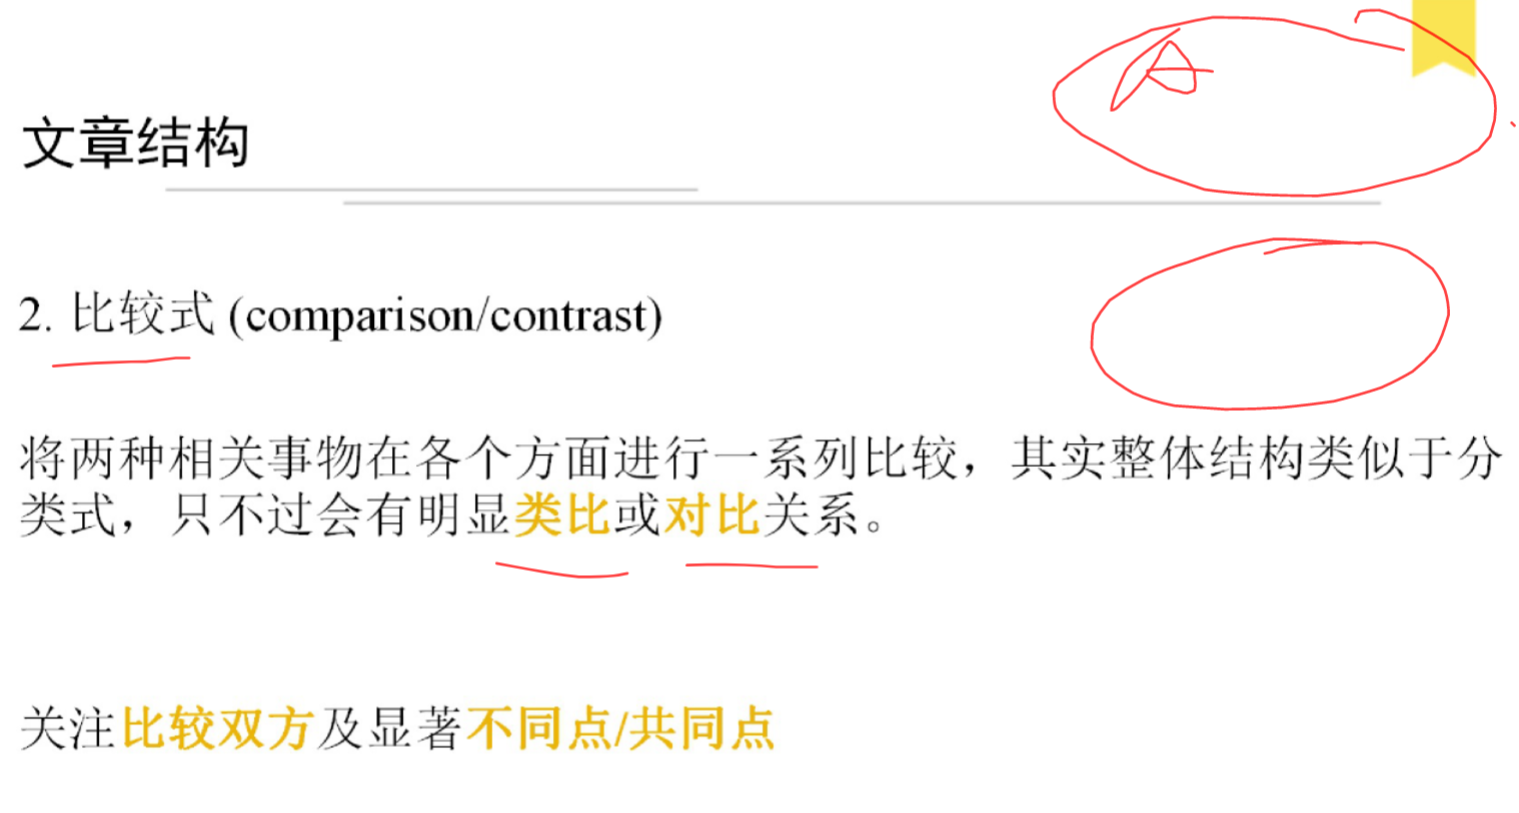 A
文章结构
2. 比较式 (comparison/contrast)
将两种相关事物在各个方面进行一系列比较，其实整体结构类似于分
类式，只不过会有明显类比或对比关系。
关注比较双方及显著不同点/共同点